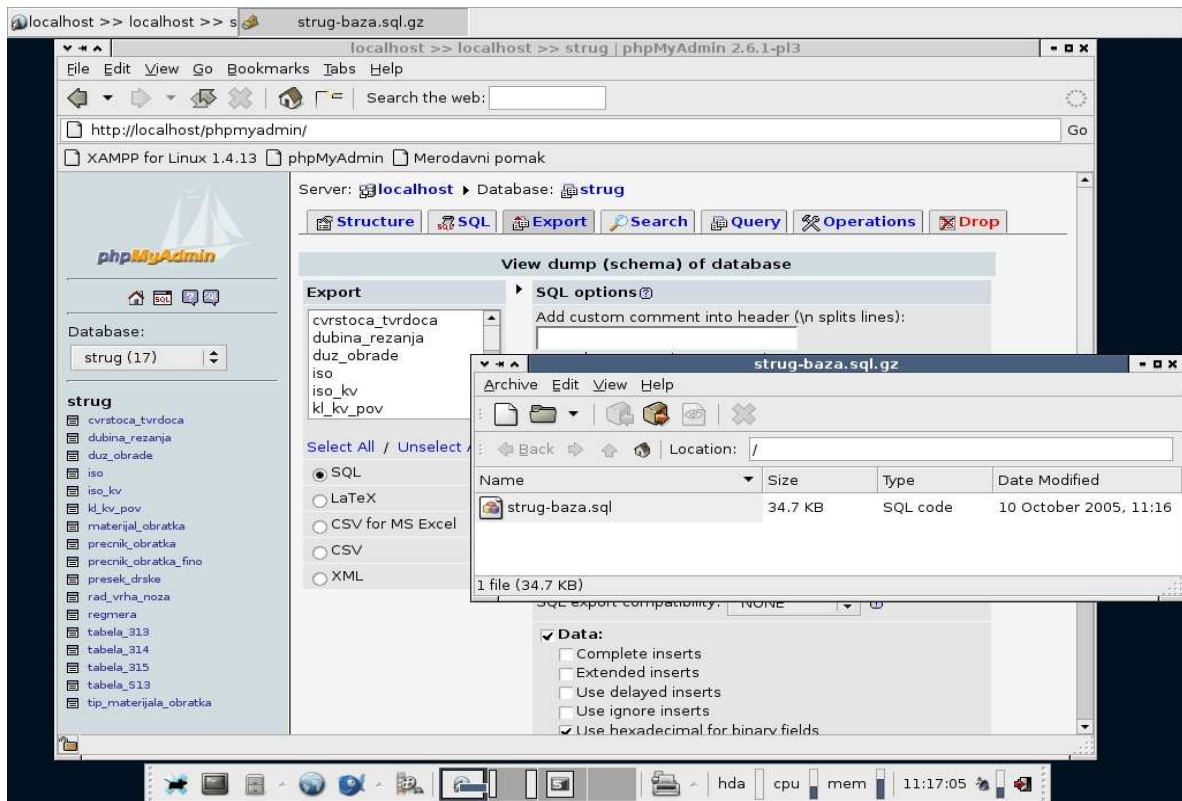 localhost >> localhost >> s
strug-baza.sql.gz
localhost >> localhost >> strug | phpMyAdmin 2.6.1-pl3
File Edit View Go Bookmarks Tabs Help
Search the web:
http://localhost/phpmyadmin/
Go
XAMPP for Linux 1.4.13
phpMyAdmin
Merodavni pomak
phpMyAdmin
SQL
Database:
strug (17)
strug
cvrstoca_tvrdoca
dubina_rezanja
duz_obrade
iso
iso_kv
kl_kv_pov
materijal_obratka
precnik_obratka
precnik_obratka_fino
presek_drske
rad_vrha_noza
regmera
tabela_313
tabela_314
tabela_315
tabela_S13
tip_materijala_obratka
Server: localhost Database: strug
Structure SQL Export Search Query Operations Drop
View dump (schema) of database
Export
cvrstoca_tvrdoca
dubina_rezanja
duz_obrade
iso
iso_kv
kl_kv_pov
Select All / Unselect
SQL
LaTeX
CSV for MS Excel
CSV
XML
SQL options
Add custom comment into header (\n splits lines):
strug-baza.sql.gz
Archive Edit View Help
Back
Location: /
Name Size Type Date Modified
strug-baza.sql 34.7 KB SQL code 10 October 2005, 11:16
1 file (34.7 KB)
SQL export compatibility: NONE
Data:
Complete inserts
Extended inserts
Use delayed inserts
Use ignore inserts
Use hexadecimal for binary fields
hda cpu mem 11:17:05